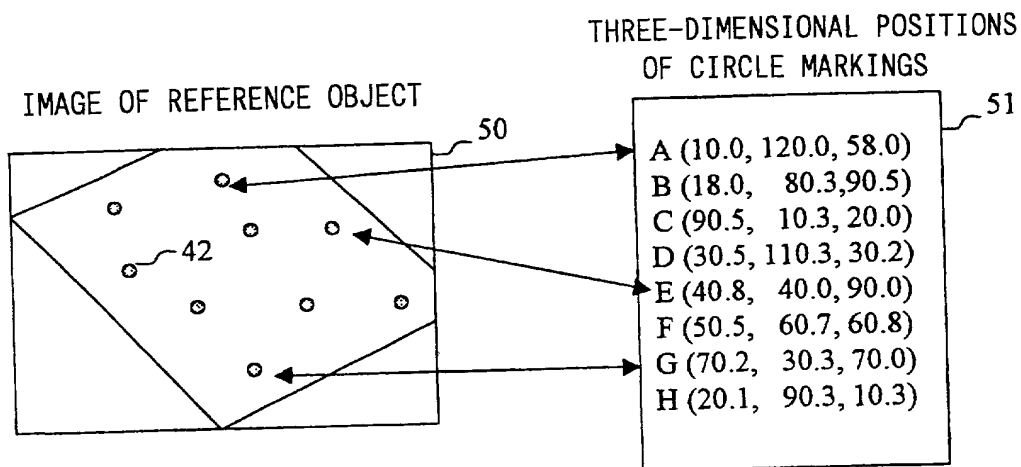 THREE-DIMENSIONAL POSITIONS
OF CIRCLE MARKINGS
IMAGE OF REFERENCE OBJECT
50
51
42
A (10.0, 120.0, 58.0)
B (18.0, 80.3,90.5)
C (90.5, 10.3, 20.0)
D (30.5, 110.3, 30.2)
E (40.8, 40.0, 90.0)
F (50.5, 60.7, 60.8)
G (70.2, 30.3, 70.0)
H (20.1, 90.3, 10.3)